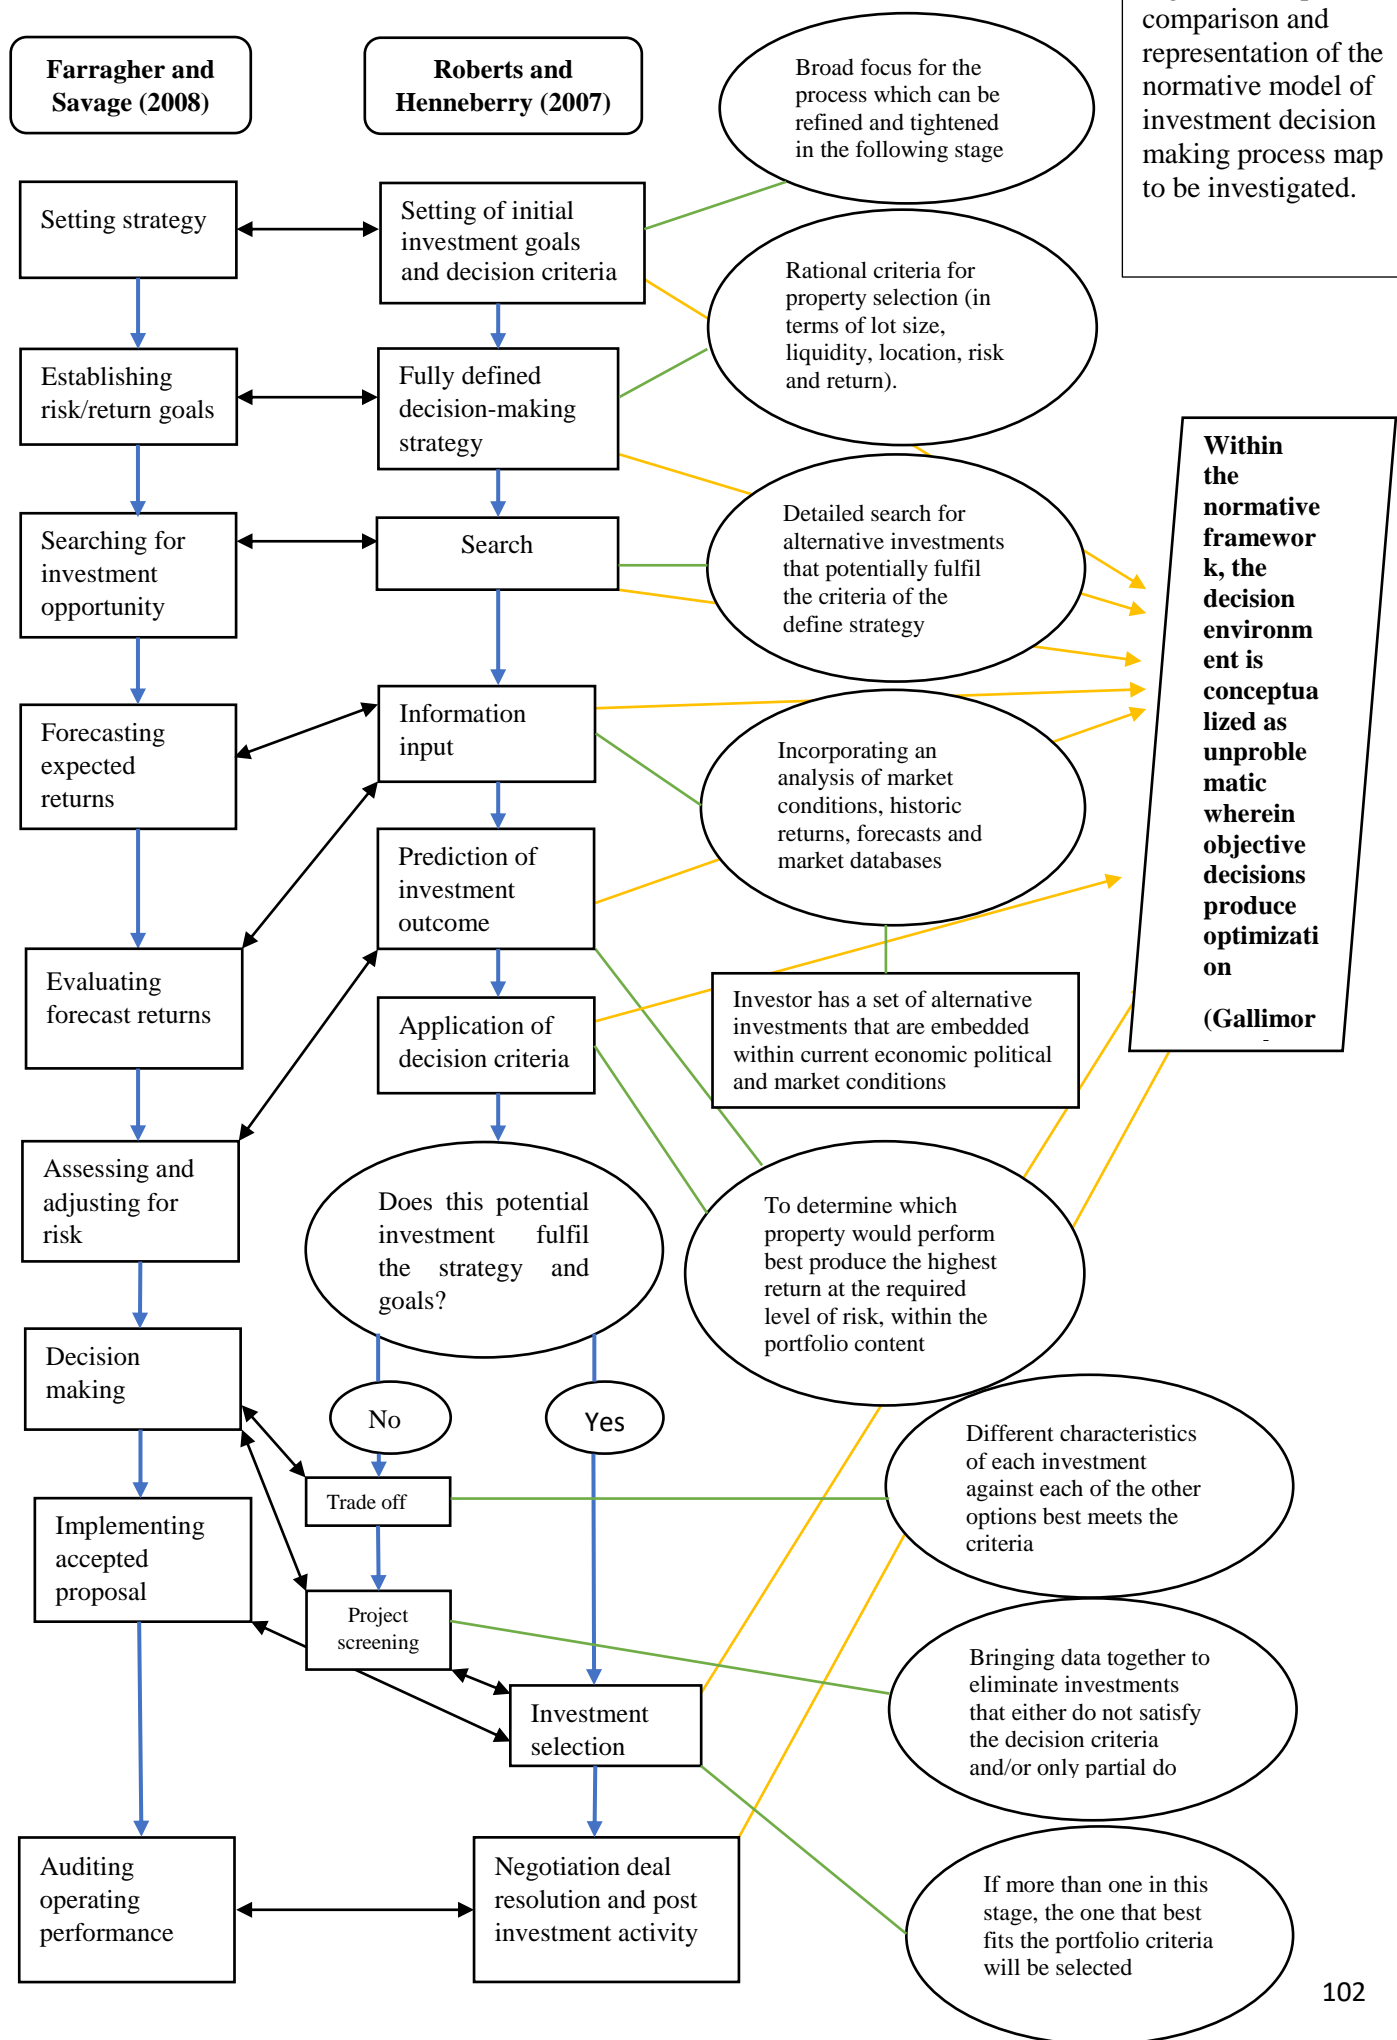 comparison and
representation of the
normative model of
investment decision
making process map
to be investigated.
Farragher and
Savage (2008)
Roberts and
Henneberry (2007)
Broad focus for the
process which can be
refined and tightened
in the following stage
Setting strategy
Setting of initial
investment goals
and decision criteria
Rational criteria for
property selection (in
terms of lot size,
liquidity, location, risk
and return).
Establishing
risk/return goals
Fully defined
decision-making
strategy
Within
the
normative
framewor
k, the
decision
environm
ent is
conceptua
lized as
unproble
matic
wherein
objective
decisions
produce
optimizati
on
(Gallimor
Searching for
investment
opportunity
Search
Detailed search for
alternative investments
that potentially fulfil
the criteria of the
define strategy
Forecasting
expected
returns
Information
input
Incorporating an
analysis of market
conditions, historic
returns, forecasts and
market databases
Prediction of
investment
outcome
Evaluating
forecast returns
Application of
decision criteria
Investor has a set of alternative
investments that are embedded
within current economic political
and market conditions
Assessing and
adjusting for
risk
Does this potential
investment fulfil
the strategy and
goals?
To determine which
property would perform
best produce the highest
return at the required
level of risk, within the
portfolio content
Decision
making
No
Yes
Different characteristics
of each investment
against each of the other
options best meets the
criteria
Trade off
Implementing
accepted
proposal
Project
screening
Bringing data together to
eliminate investments
that either do not satisfy
the decision criteria
and/or only partial do
Investment
selection
Auditing
operating
performance
Negotiation deal
resolution and post
investment activity
If more than one in this
stage, the one that best
fits the portfolio criteria
will be selected
102